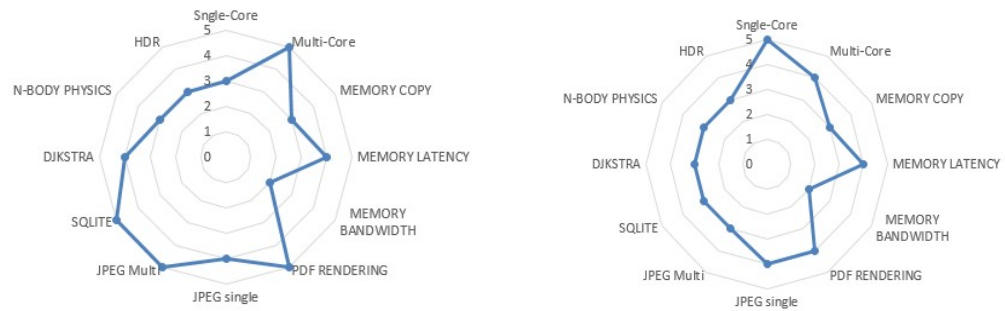 Sngle-Core
Multi-Core
MEMORY COPY
MEMORY LATENCY
MEMORY
BANDWIDTH
PDF RENDERING
JPEG single
JPEG Multi
SQLITE
DJKSTRA
N-BODY PHYSICS
HDR
5
4
3
2
1
0
Sngle-Core
Multi-Core
MEMORY COPY
MEMORY LATENCY
MEMORY
BANDWIDTH
PDF RENDERING
JPEG single
JPEG Multi
SQLITE
DJKSTRA
N-BODY PHYSICS
HDR
5
4
3
2
1
0